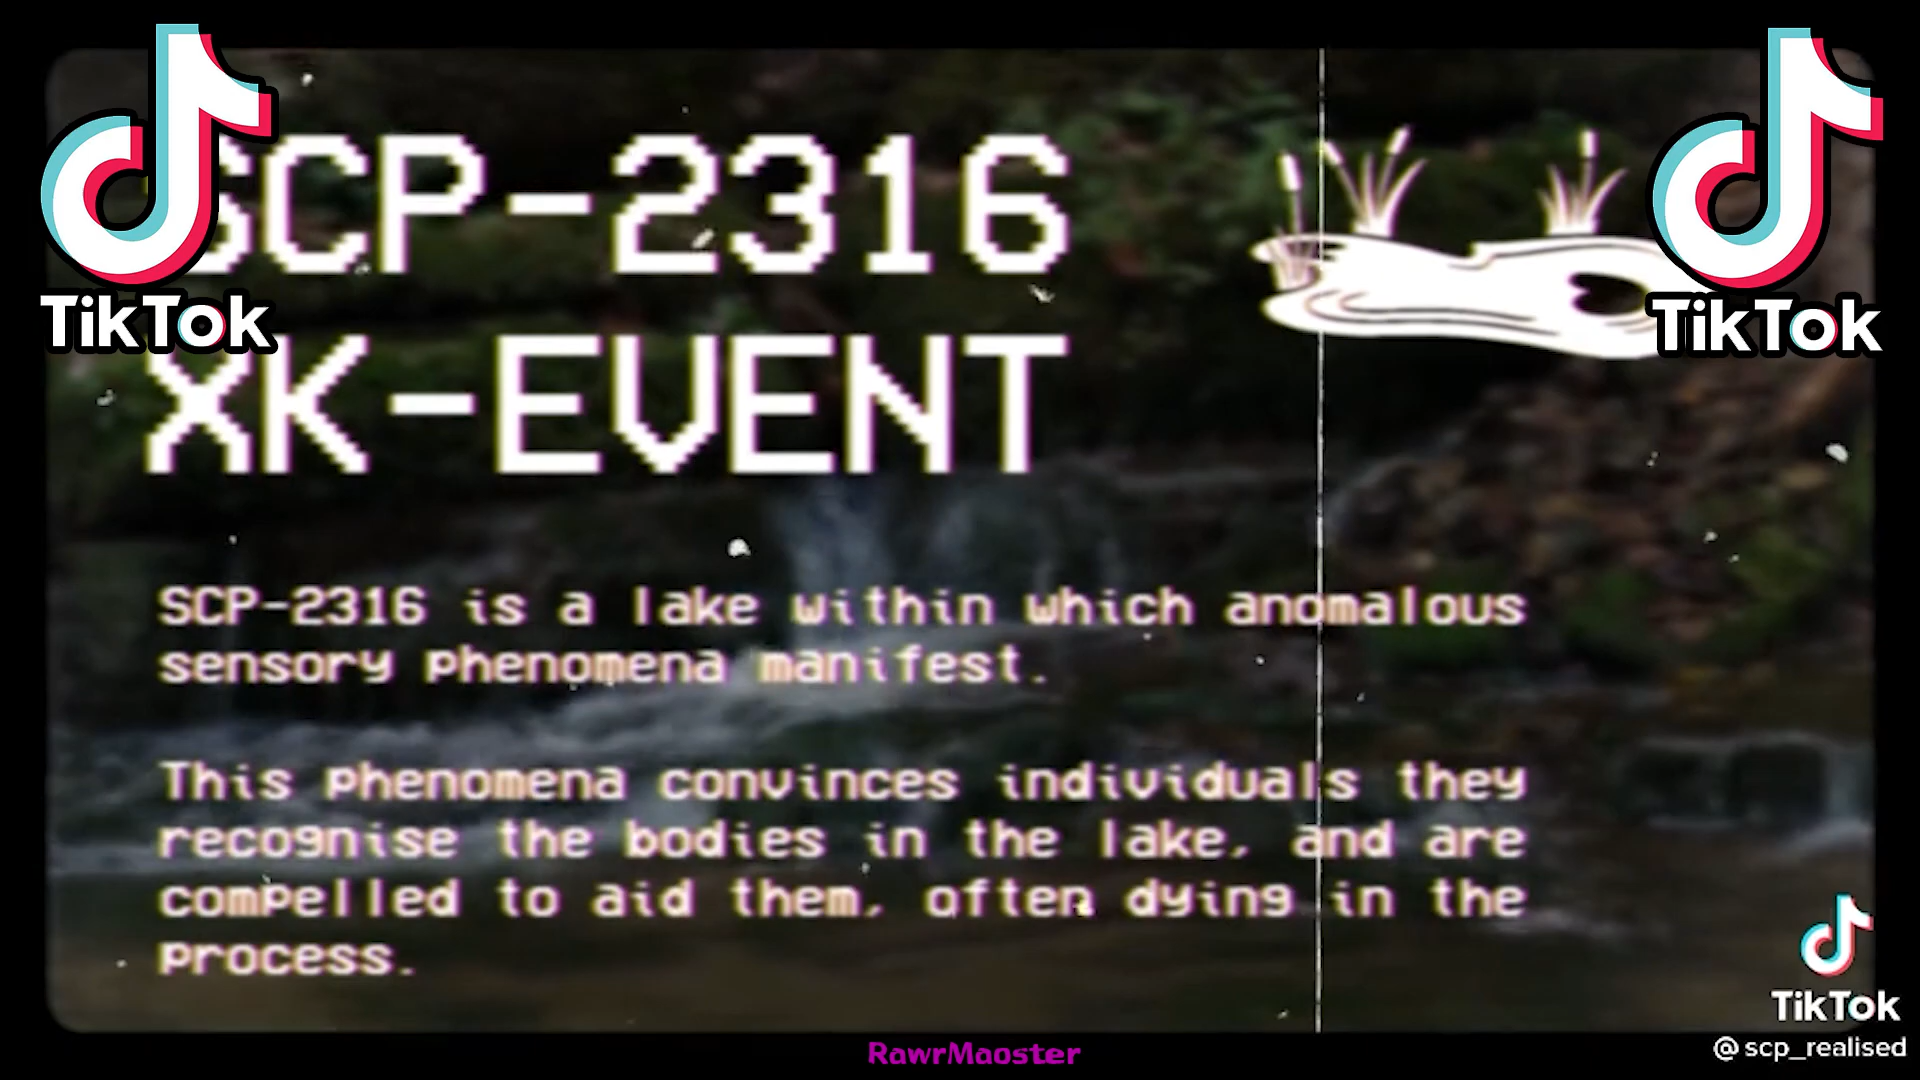 SCP-2316
XK-EVENT
TikTok
TikTok
SCP-2316 is a lake within which anomalous
sensory phenomena manifest.
This phenomena convinces individuals they
recognise the bodies in the lake, and are
compelled to aid them, often dying in the
process.
TikTok
@scp_realised
RawrMaoster